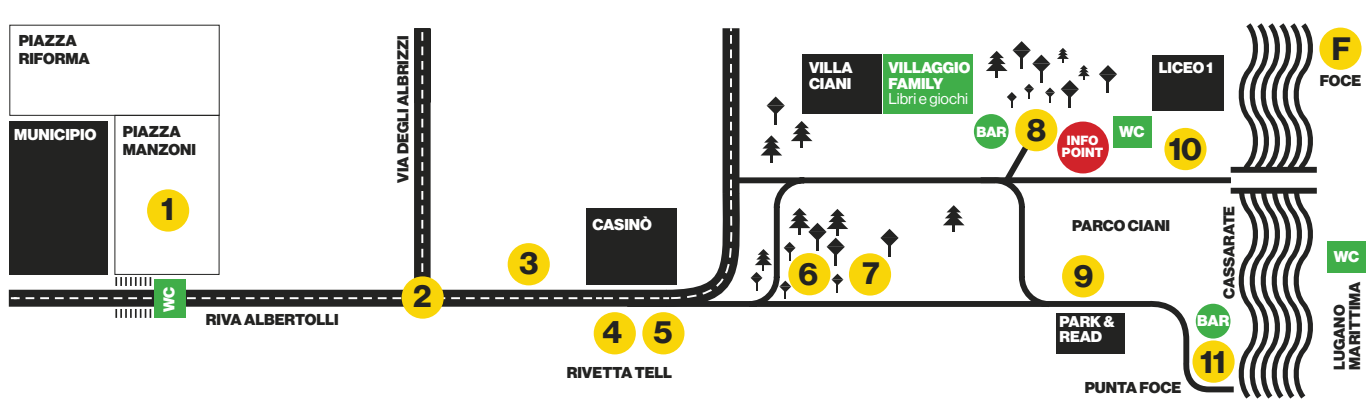 PIAZZA
RIFORMA
MUNICIPIO
PIAZZA
MANZONI
1
WC
RIVA ALBERTOLLI
VIA DEGLI ALBRIZZI
2
3
CASINÒ
4
5
RIVETTA TELL
VILLA
CIANI
VILLAGGIO
FAMILY
Libri e giochi
BAR
8
INFO
POINT
WC
LICEO 1
10
F
FOCE
6
7
PARCO CIANI
9
PARK &
READ
CASSARATE
BAR
11
PUNTA FOCE
WC
LUGANO
MARITTIMA